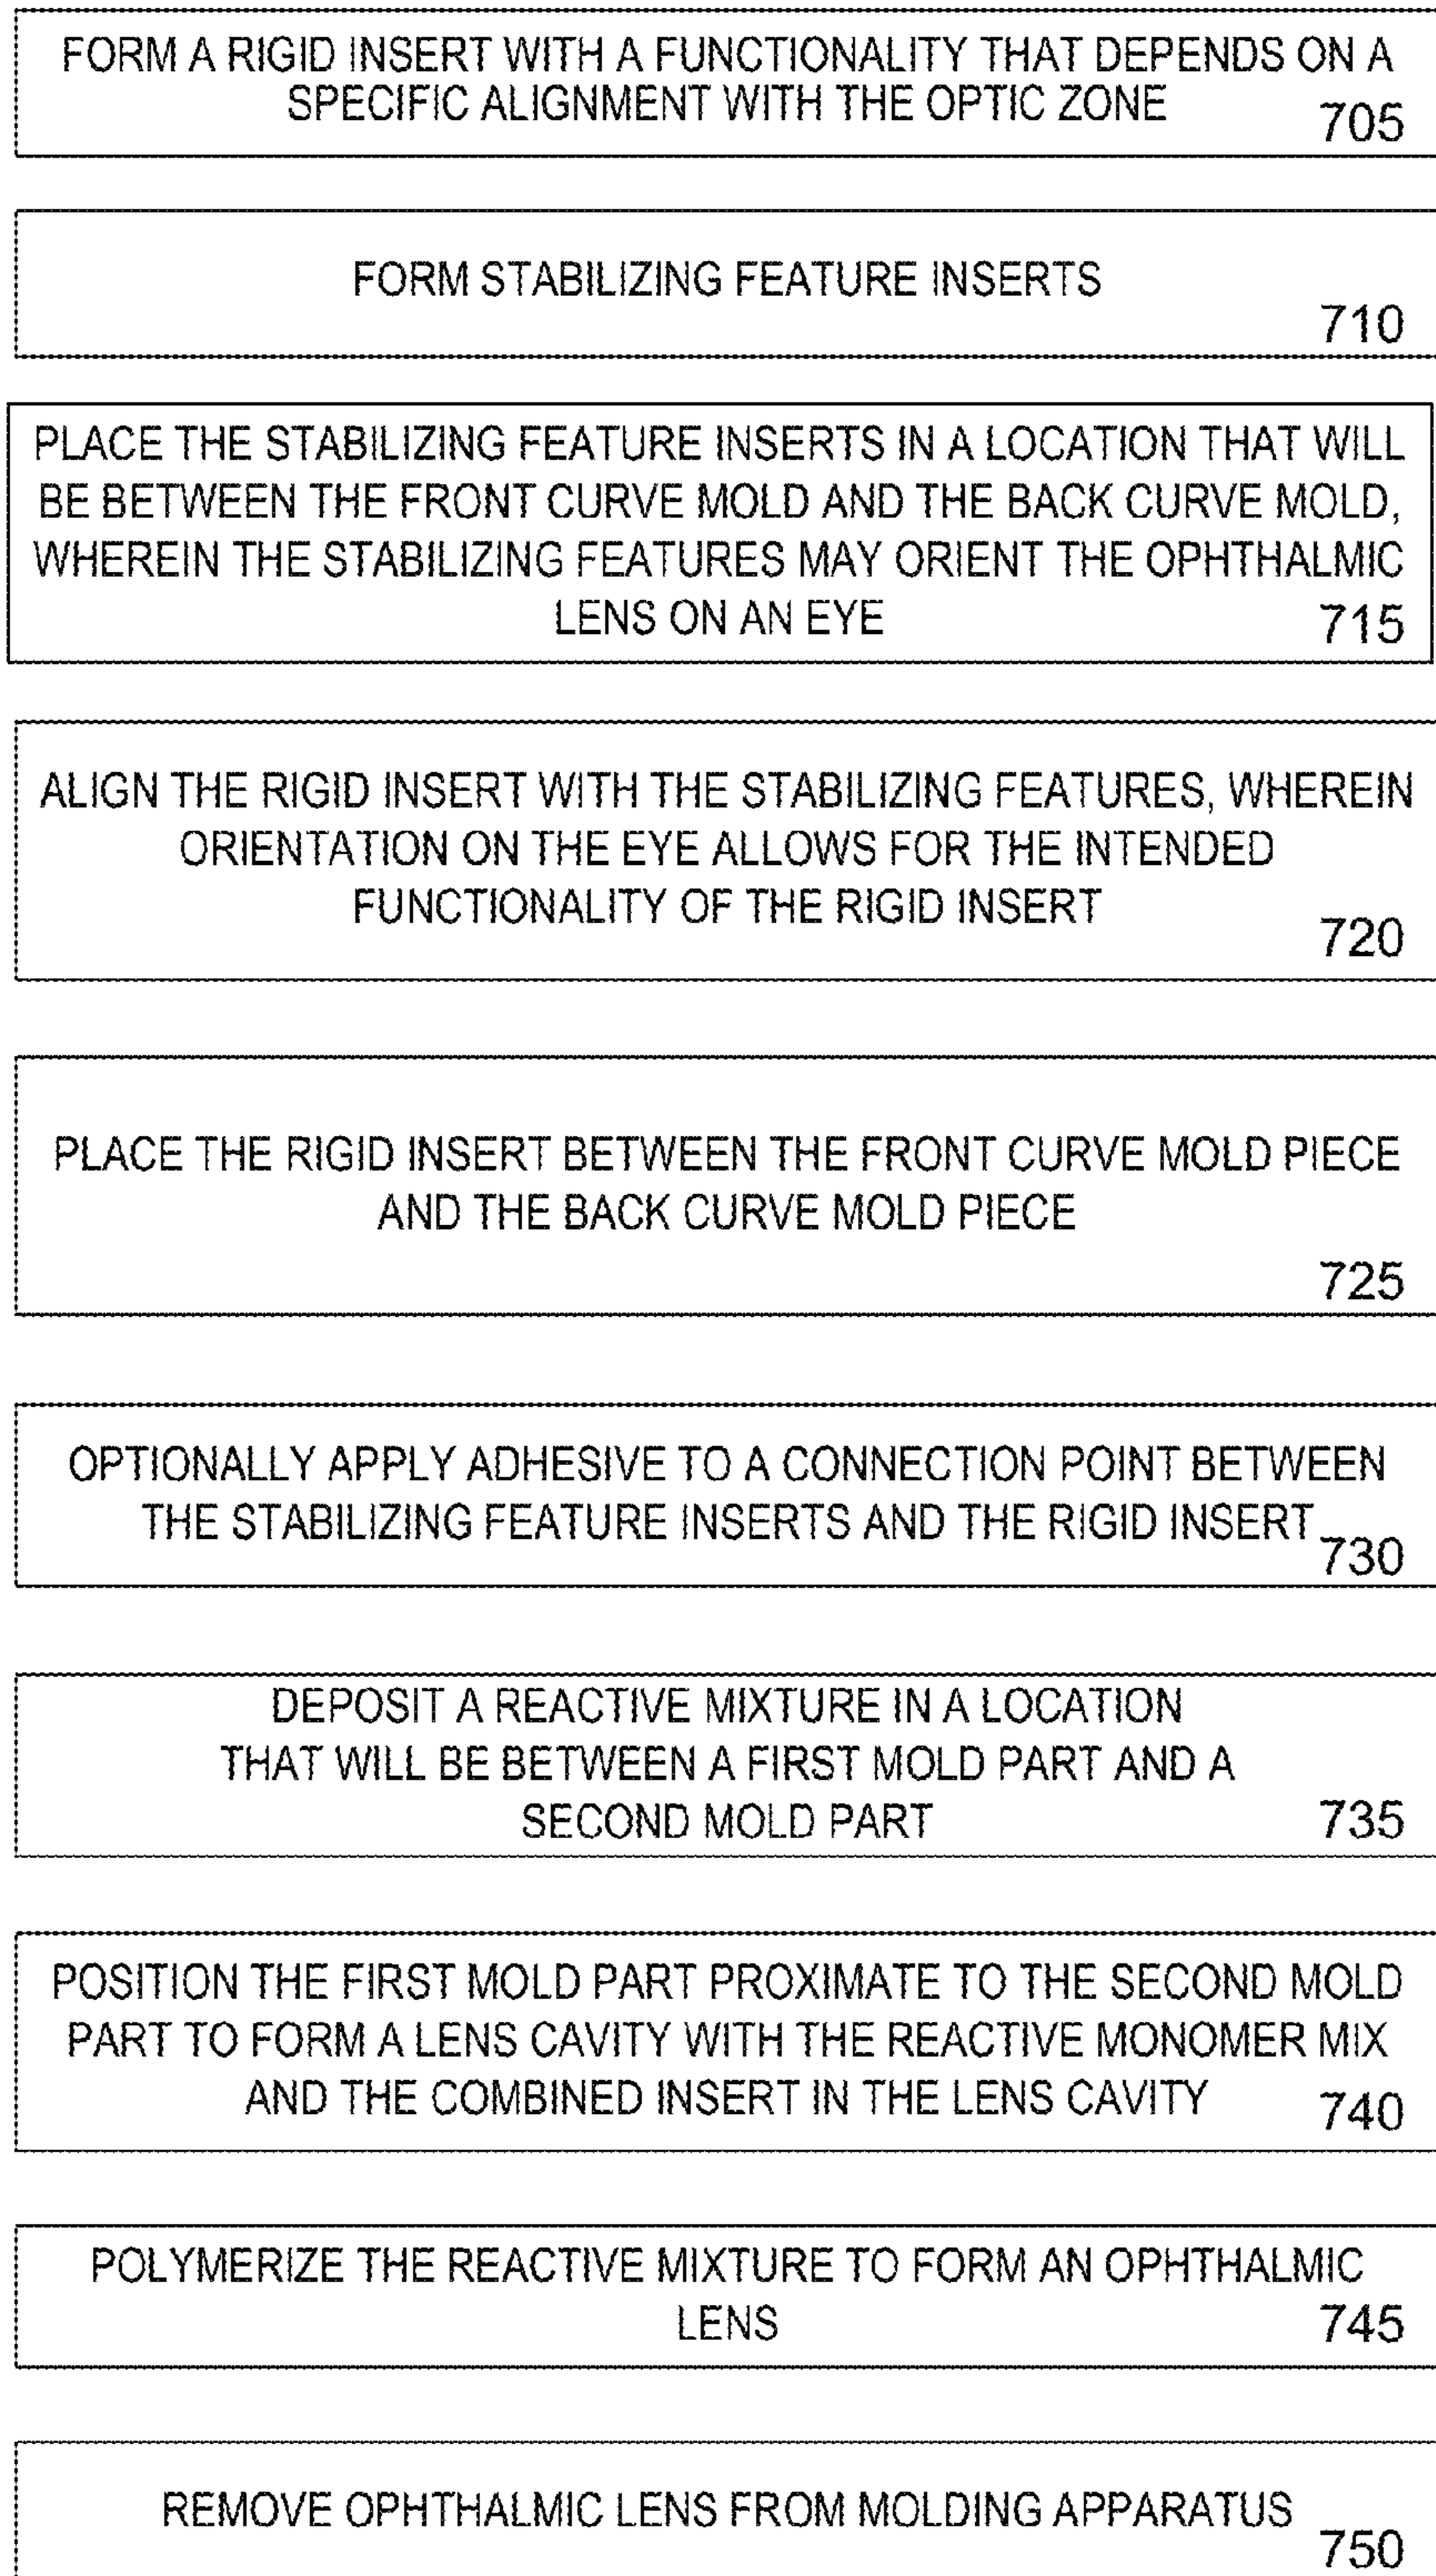 FORM A RIGID INSERT WITH A FUNCTIONALITY THAT DEPENDS ON A
SPECIFIC ALIGNMENT WITH THE OPTIC ZONE
705
FORM STABILIZING FEATURE INSERTS
710
PLACE THE STABILIZING FEATURE INSERTS IN A LOCATION THAT WILL
BE BETWEEN THE FRONT CURVE MOLD AND THE BACK CURVE MOLD,
WHEREIN THE STABILIZING FEATURES MAY ORIENT THE OPHTHALMIC
LENS ON AN EYE
715
ALIGN THE RIGID INSERT WITH THE STABILIZING FEATURES, WHEREIN
ORIENTATION ON THE EYE ALLOWS FOR THE INTENDED
FUNCTIONALITY OF THE RIGID INSERT
720
PLACE THE RIGID INSERT BETWEEN THE FRONT CURVE MOLD PIECE
AND THE BACK CURVE MOLD PIECE
725
OPTIONALLY APPLY ADHESIVE TO A CONNECTION POINT BETWEEN
THE STABILIZING FEATURE INSERTS AND THE RIGID INSERT
730
DEPOSIT A REACTIVE MIXTURE IN A LOCATION
THAT WILL BE BETWEEN A FIRST MOLD PART AND A
SECOND MOLD PART
735
POSITION THE FIRST MOLD PART PROXIMATE TO THE SECOND MOLD
PART TO FORM A LENS CAVITY WITH THE REACTIVE MONOMER MIX
AND THE COMBINED INSERT IN THE LENS CAVITY
740
POLYMERIZE THE REACTIVE MIXTURE TO FORM AN OPHTHALMIC
LENS
745
REMOVE OPHTHALMIC LENS FROM MOLDING APPARATUS
750